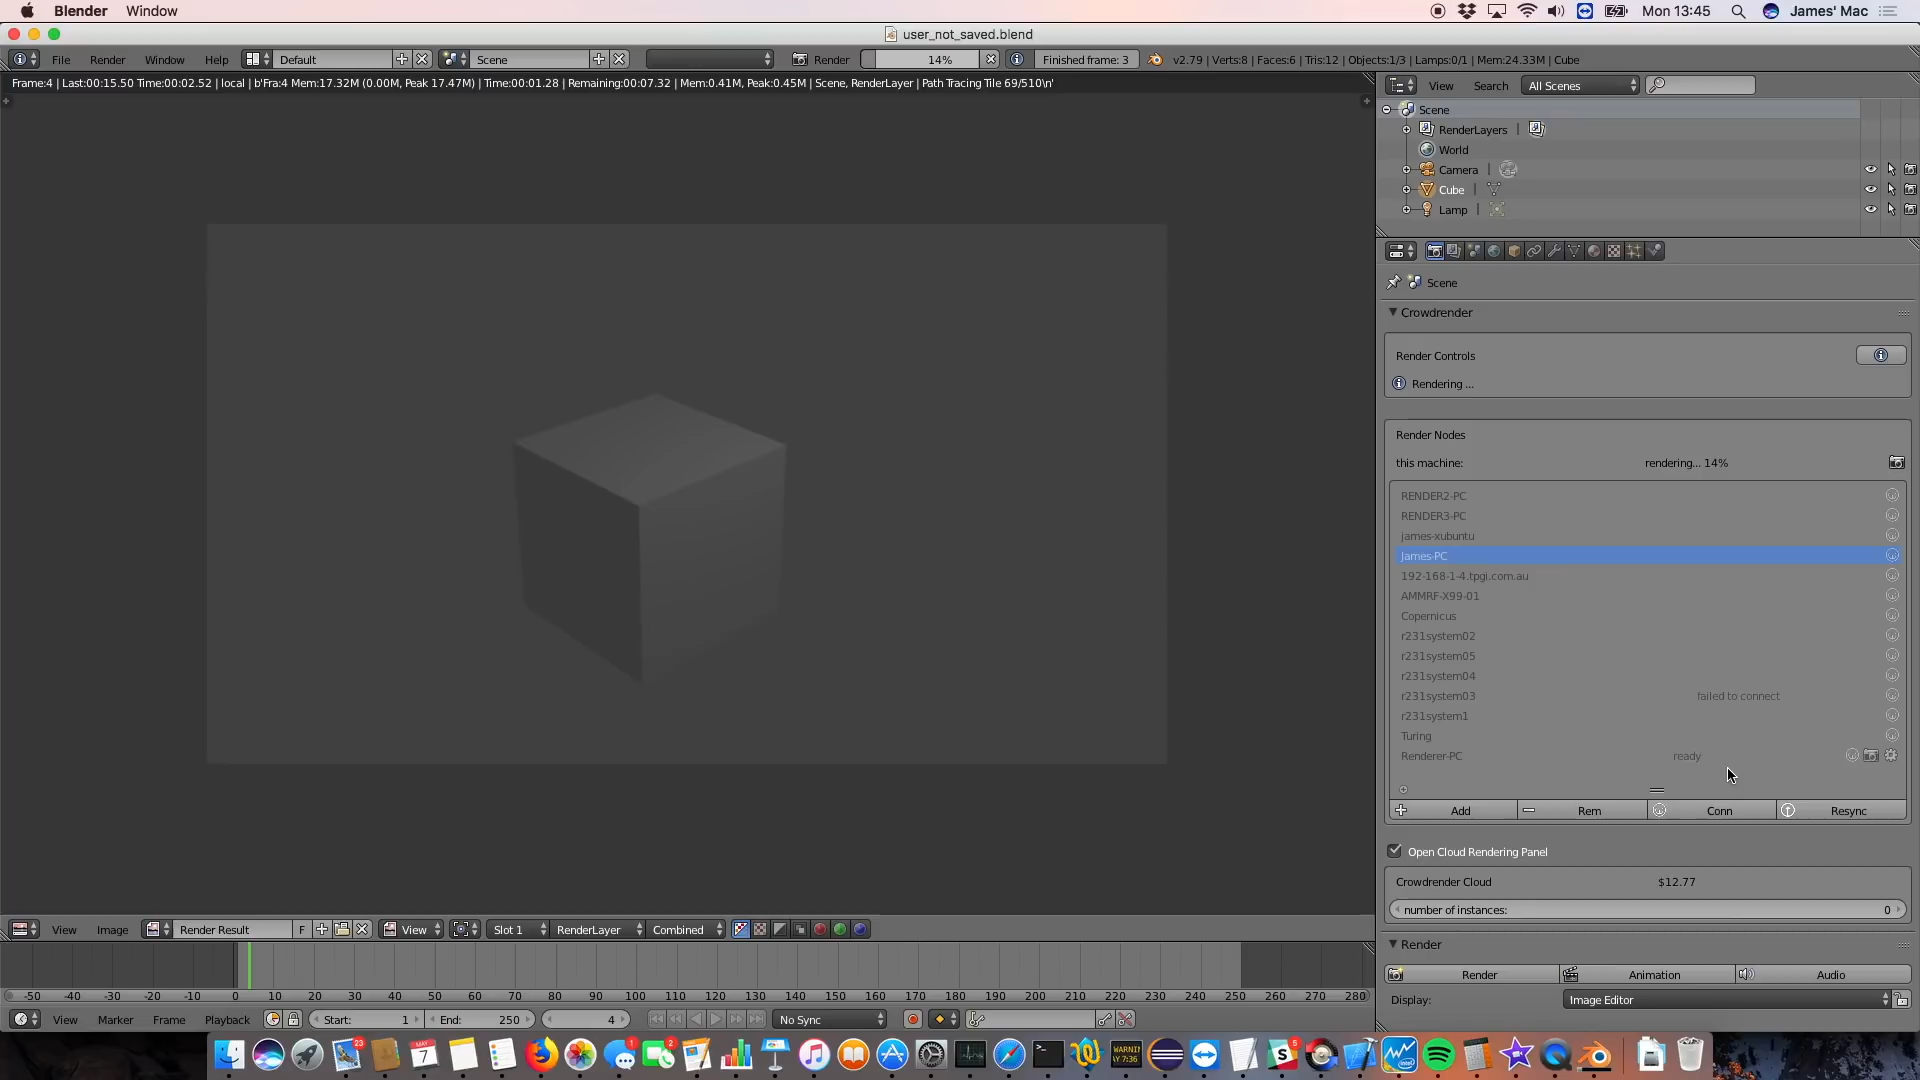 Blender Window Mon 13:45 James' Mac
user_not_saved.blend
File Render Window Help Default Scene Render 14% Finished frame: 3 v2.79 | Verts:8 | Faces:6 | Tris:12 | Objects:1/3 | Lamps:0/1 | Mem:24.33M | Cube
Frame:4 | Last:00:15.50 Time:00:02.52 | local | b'Fra:4 Mem:17.32M (0.00M, Peak 17.47M) | Time:00:01.28 | Remaining:00:07.32 | Mem:0.41M, Peak:0.45M | Scene, RenderLayer | Path Tracing Tile 69/510\n'
View Search All Scenes
Scene
RenderLayers
World
Camera
Cube
Lamp
Scene
Crowdrender
Render Controls
Rendering ...
Render Nodes
this machine: rendering... 14%
RENDER2-PC
RENDER3-PC
james-xubuntu
James-PC
192-168-1-4.tpgi.com.au
AMMRF-X99-01
Copernicus
r231system02
r231system05
r231system04
r231system03 failed to connect
r231system1
Turing
Renderer-PC ready
Add Rem Conn Resync
Open Cloud Rendering Panel
Crowdrender Cloud $12.77
number of instances: 0
Render
Render Animation Audio
Display: Image Editor
View Image Render Result F View Slot 1 RenderLayer Combined
-50 -40 -30 -20 -10 0 10 20 30 40 50 60 70 80 90 100 110 120 130 140 150 160 170 180 190 200 210 220 230 240 250 260 270 280
View Marker Frame Playback Start: 1 End: 250 4 No Sync
23 MAY 7 1 2 WARNIN 5